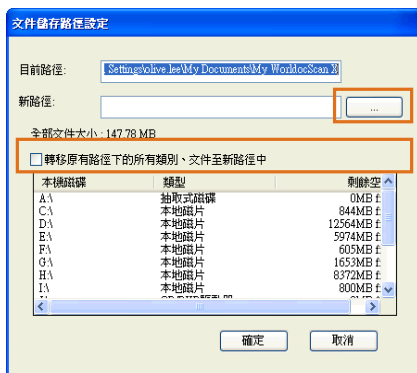 文件儲存路徑設定
目前路徑: Settings\olive.lee\My Documents\My WorldocScan X
新路徑: ...
全部文件大小 : 147.78 MB
轉移原有路徑下的所有類別、文件至新路徑中
本機磁碟 類型 剩餘空
A:\ 抽取式磁碟 0MB f
C:\ 本地磁片 844MB f
D:\ 本地磁片 12564MB f
E:\ 本地磁片 5974MB f
F:\ 本地磁片 605MB f
G:\ 本地磁片 1653MB f
H:\ 本地磁片 8372MB f
I:\ 本地磁片 800MB f
確定 取消